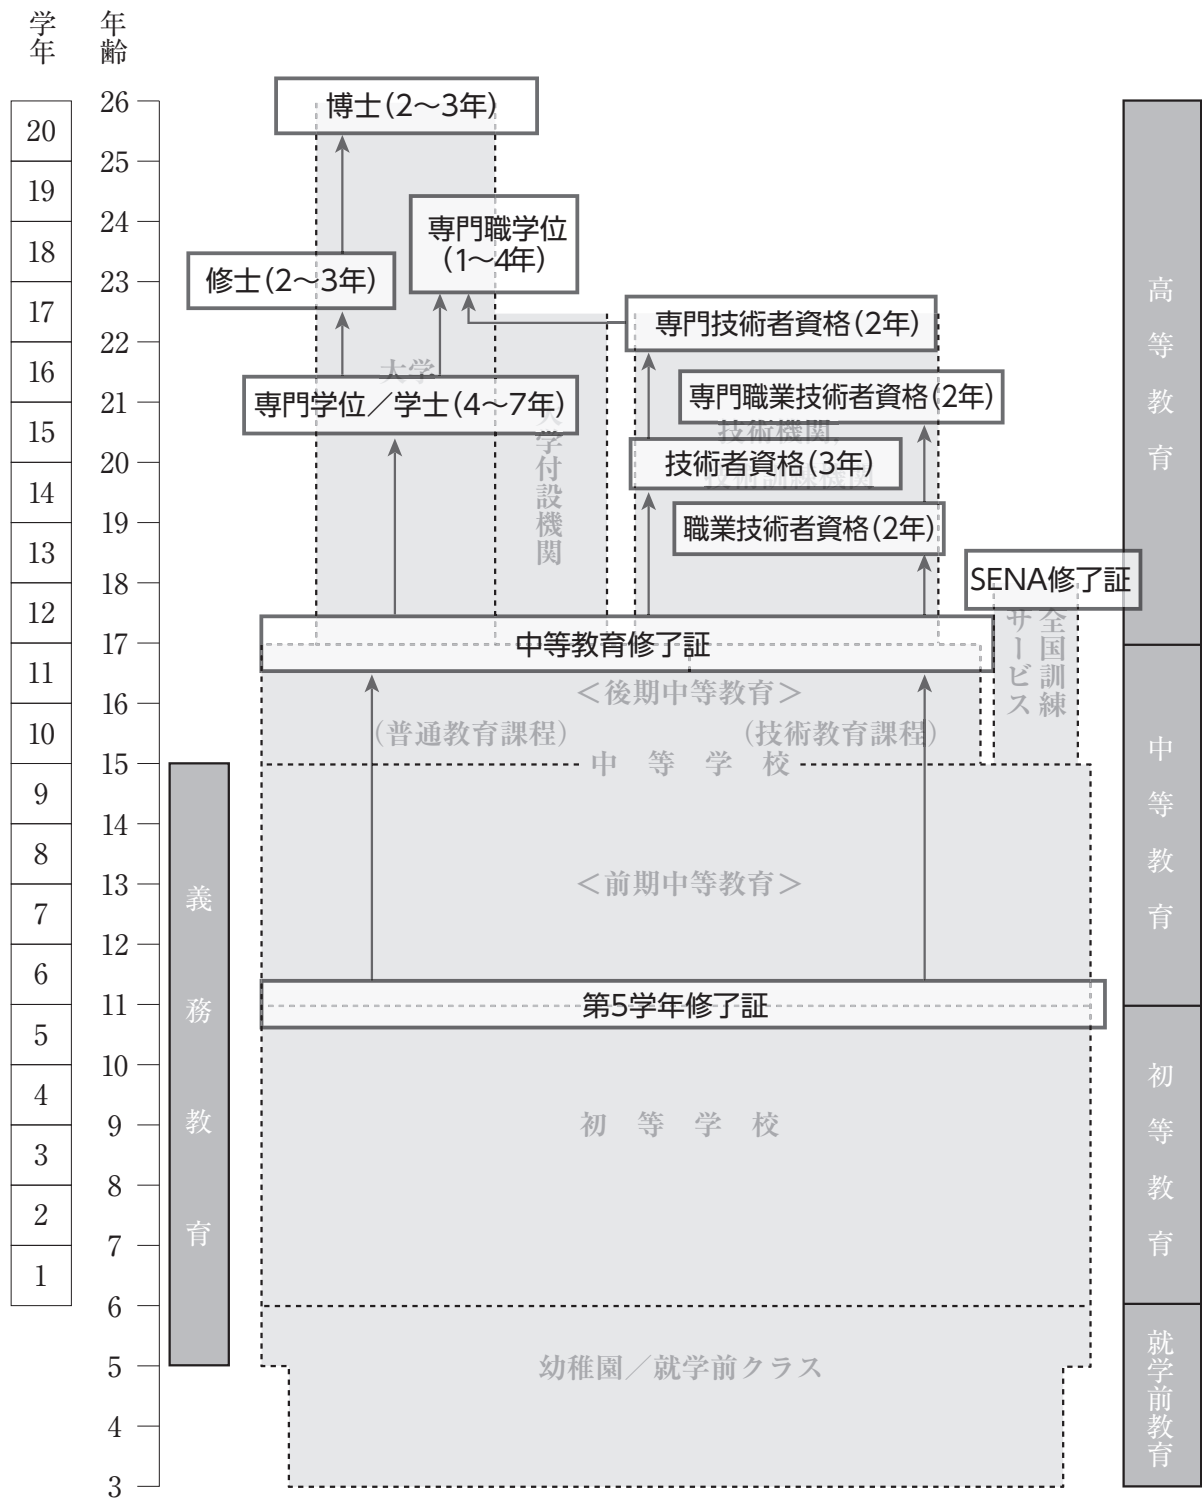 学年
年齢
26
25
24
23
22
21
20
19
18
17
16
15
14
13
12
11
10
9
8
7
6
5
4
3
20
19
18
17
16
15
14
13
12
11
10
9
8
7
6
5
4
3
2
1
義務教育
博士(2〜3年)
専門職学位
(1〜4年)
修士(2〜3年)
専門技術者資格(2年)
大学
専門学位／学士(4〜7年)
専門職業技術者資格(2年)
大学付設機関
技術機関,
技術訓練機関
技術者資格(3年)
職業技術者資格(2年)
SENA修了証
全国訓練
サービス
中等教育修了証
＜後期中等教育＞
(普通教育課程)
(技術教育課程)
中等学校
＜前期中等教育＞
第5学年修了証
初等学校
幼稚園／就学前クラス
高等教育
中等教育
初等教育
就学前教育